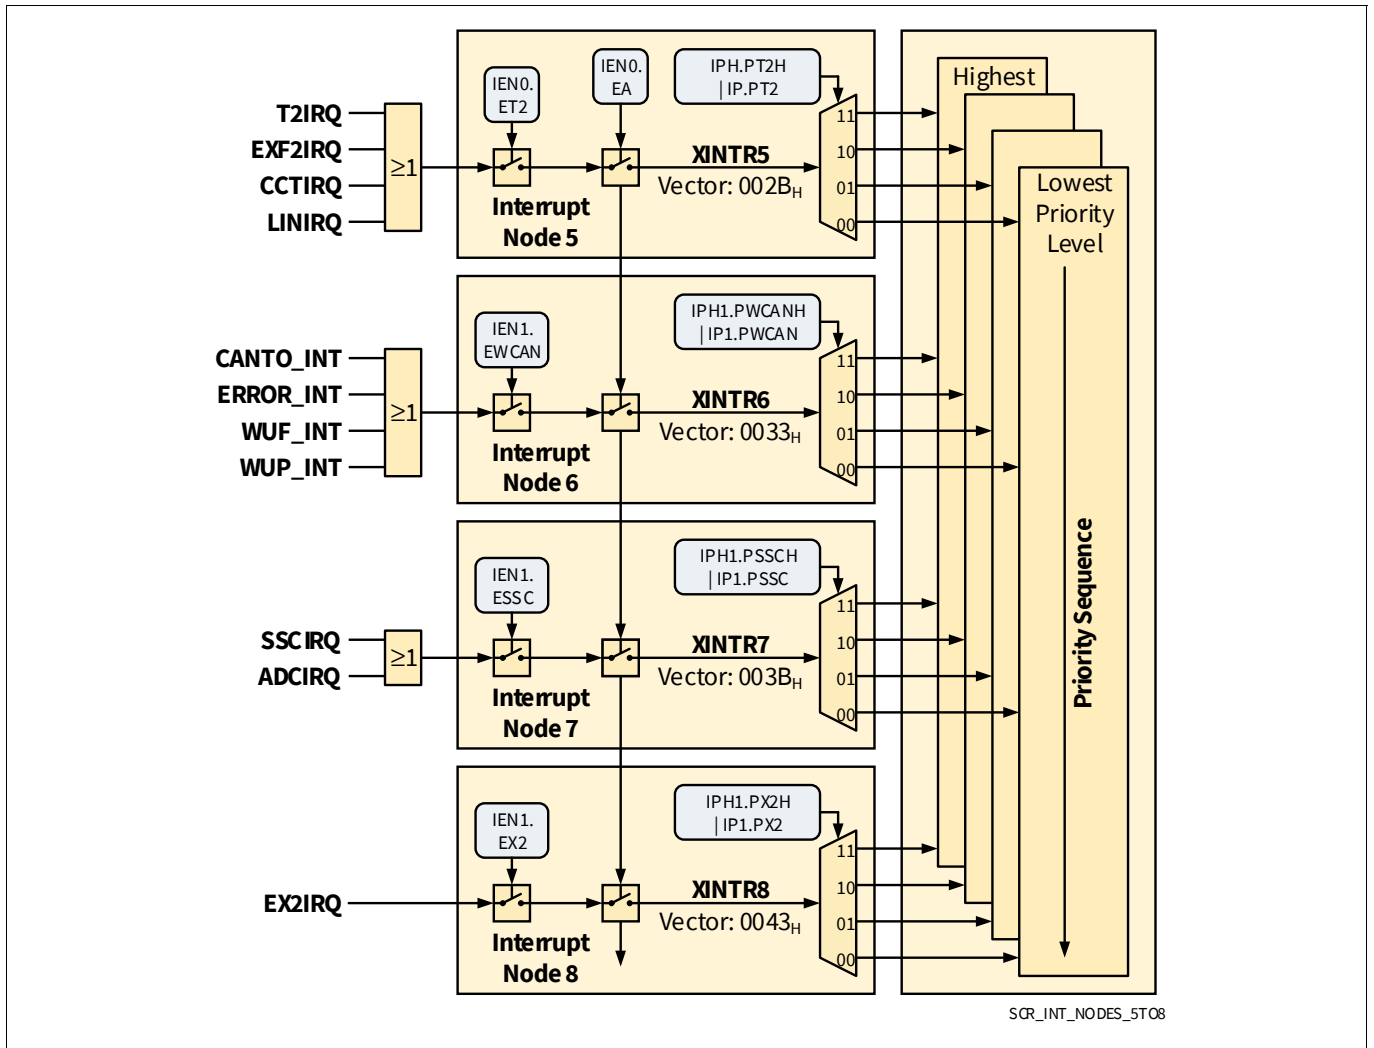 T2IRQ
EXF2IRQ
CCTIRQ
LINIRQ
≥1
IEN0.
ET2
IEN0.
EA
Interrupt
Node 5
XINTR5
Vector: 002BH
IPH.PT2H
| IP.PT2
11
10
01
00
CANTO_INT
ERROR_INT
WUF_INT
WUP_INT
≥1
IEN1.
EWCAN
Interrupt
Node 6
XINTR6
Vector: 0033H
IPH1.PWCANH
| IP1.PWCAN
11
10
01
00
SSCIRQ
ADCIRQ
≥1
IEN1.
ESSC
Interrupt
Node 7
XINTR7
Vector: 003BH
IPH1.PSSCH
| IP1.PSSC
11
10
01
00
EX2IRQ
IEN1.
EX2
Interrupt
Node 8
XINTR8
Vector: 0043H
IPH1.PX2H
| IP1.PX2
11
10
01
00
Highest
Lowest
Priority
Level
Priority Sequence
SCR_INT_NODES_5TO8